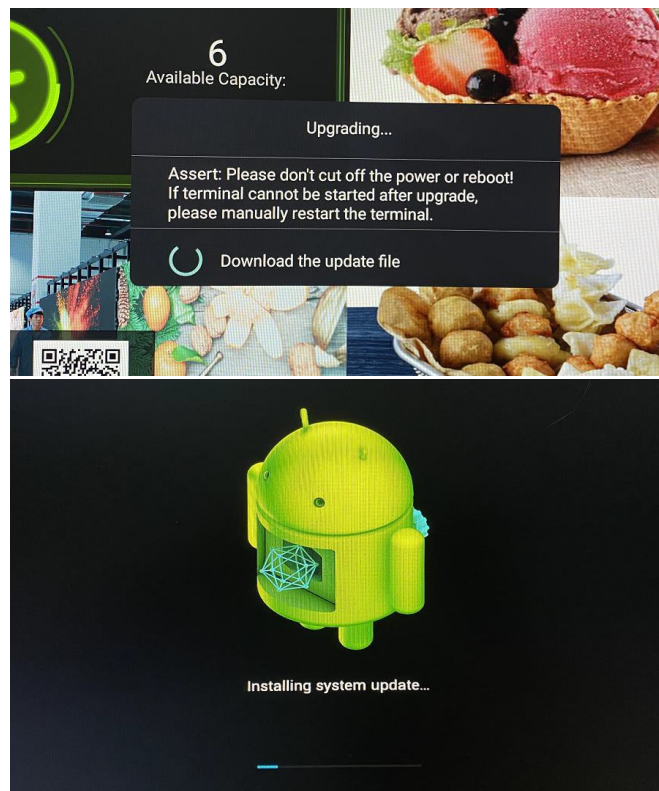 6
Available Capacity:
Upgrading...
Assert: Please don't cut off the power or reboot!
If terminal cannot be started after upgrade,
please manually restart the terminal.
Download the update file
Installing system update...